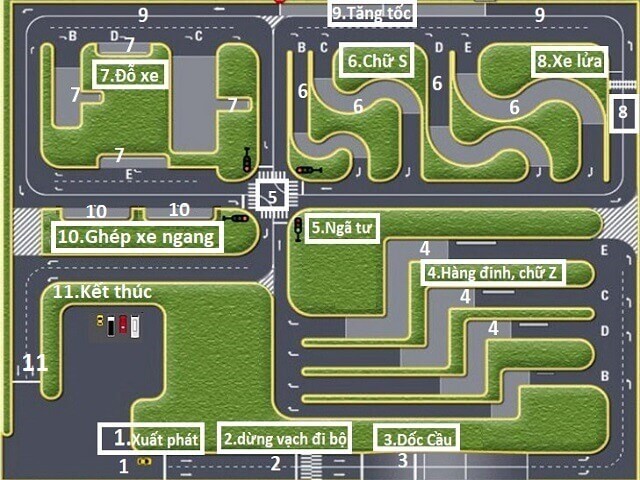 1.Xuất phát
2.dừng vạch đi bộ
3.Dốc Cầu
4.Hàng đinh, chữ Z
5.Ngã tư
6.Chữ S
7.Đỗ xe
8.Xe lửa
9.Tăng tốc
10.Ghép xe ngang
11.Kết thúc
1
2
3
4
4
4
5
6
6
6
6
7
7
7
7
8
9
9
10
10
11
B
D
C
E
B
C
D
E
B
D
C
E